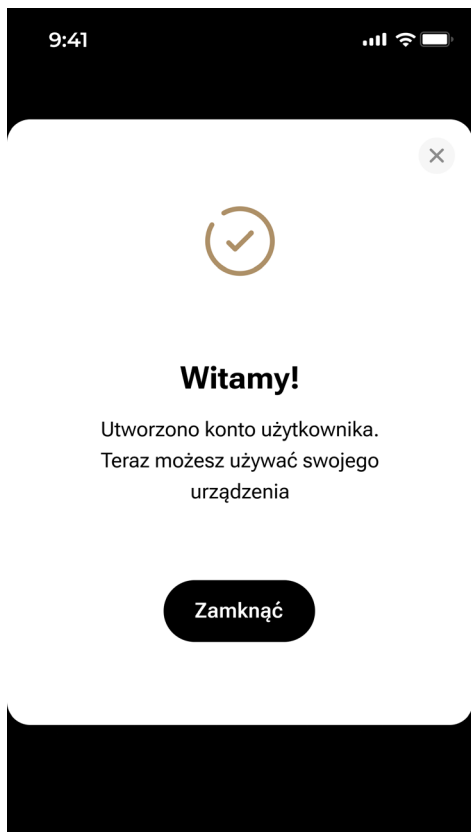 9:41
Witamy!
Utworzono konto użytkownika.
Teraz możesz używać swojego
urządzenia
Zamknąć